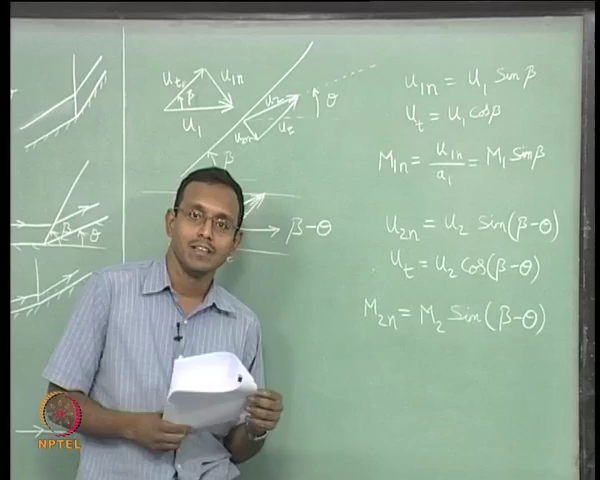 U₁ₙ = U₁ Sin β
Uₜ = U₁ cos β
M₁ₙ = U₁ₙ/a₁ = M₁ Sin β
U₂ₙ = U₂ Sin(β-θ)
Uₜ = U₂ Cos(β-θ)
M₂ₙ = M₂ Sin(β-θ)
Uₜ
U₁ₙ
β
U₁
U₂
U₂ₙ
Uₜ
θ
β
β-θ
β
θ
NPTEL